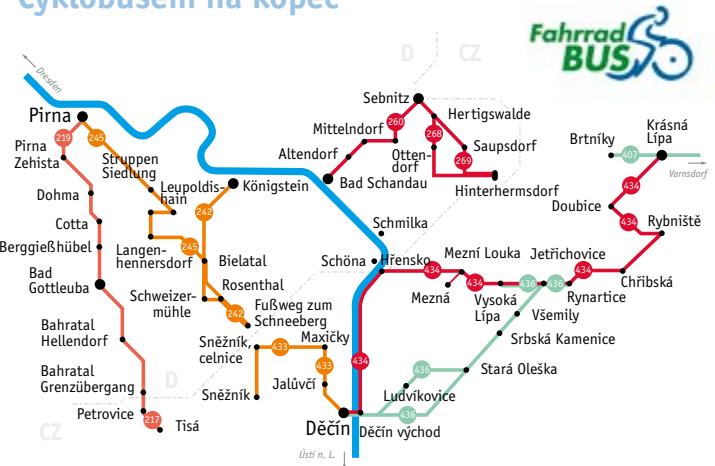 Cyklobusem na kopec
Fahrrad
BUS
D
CZ
Dresden
Pirna
219
245
Pirna
Zehista
Struppen
Siedlung
Dohma
Leupoldis-
hain
Cotta
Berggießhübel
Langen-
hennersdorf
245
242
Königstein
Bad
Gottleuba
Bielatal
Rosenthal
Schweizer-
mühle
242
Fußweg zum
Schneeberg
Bahratal
Hellendorf
Bahratal
Grenzübergang
Petrovice
217
Tisá
D
CZ
Sebnitz
260
Mittelndorf
Altendorf
Bad Schandau
Hertigswalde
268
Otten-
dorf
Saupsdorf
269
Hinterhermsdorf
Brtníky
407
Krásná
Lípa
Varnsdorf
434
Doubice
434
Rybniště
Chřibská
Schmilka
Schöna
Hřensko
434
Mezní Louka
Mezná
434
Vysoká
Lípa
Jetřichovice
436
436
434
Rynartice
Všemily
Srbská Kamenice
Stará Oleška
436
Ludvíkovice
436
434
Sněžník,
celnice
433
Maxičky
433
Jalůvčí
Sněžník
Děčín
Děčín východ
Ústí n. L.